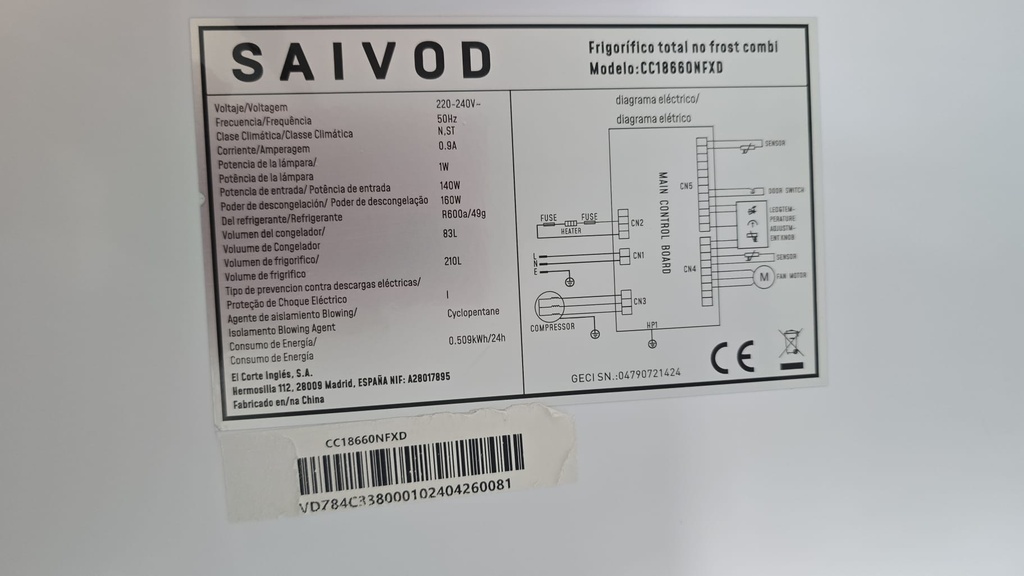 SAIVOD
Frigorífico total no frost combi
Modelo:CC18660NFXD
Voltaje/Voltagem 220-240V~
Frecuencia/Frequência 50Hz
Clase Climática/Classe Climática N,ST
Corriente/Amperagem 0.9A
Potencia de la lámpara/
Potência de la lámpara 1W
Potencia de entrada/ Potência de entrada 140W
Poder de descongelación/ Poder de descongelação 160W
Del refrigerante/Refrigerante R600a/49g
Volumen del congelador/ 83L
Voluume de Congelador
Volumen de frigorífico/ 210L
Volume de frigrifico
Tipo de prevencion contra descargas eléctricas/
Proteção de Choque Eléctrico I
Agente de aislamiento Blowing/ Cyclopentane
Isolamento Blowing Agent
Consumo de Energía/ 0.509kWh/24h
Consumo de Energía
El Corte Inglés, S.A.
Hermosilla 112, 28009 Madrid, ESPAÑA NIF: A28017895
Fabricado en/na China
diagrama eléctrico/
diagrama elétrico
SENSOR
CN5
DOOR SWITCH
MAIN CONTROL BOARD
LEDGTEM-
PERATURE
ADJUSTM-
ENTKNOB
FUSE FUSE
HEATER
CN2
L
N
E
CN1
CN4
SENSOR
M
FAN MOTOR
CN3
COMPRESSOR
HP1
CE
GECI SN.:04790721424
CC18660NFXD
VD784C338000102404260081